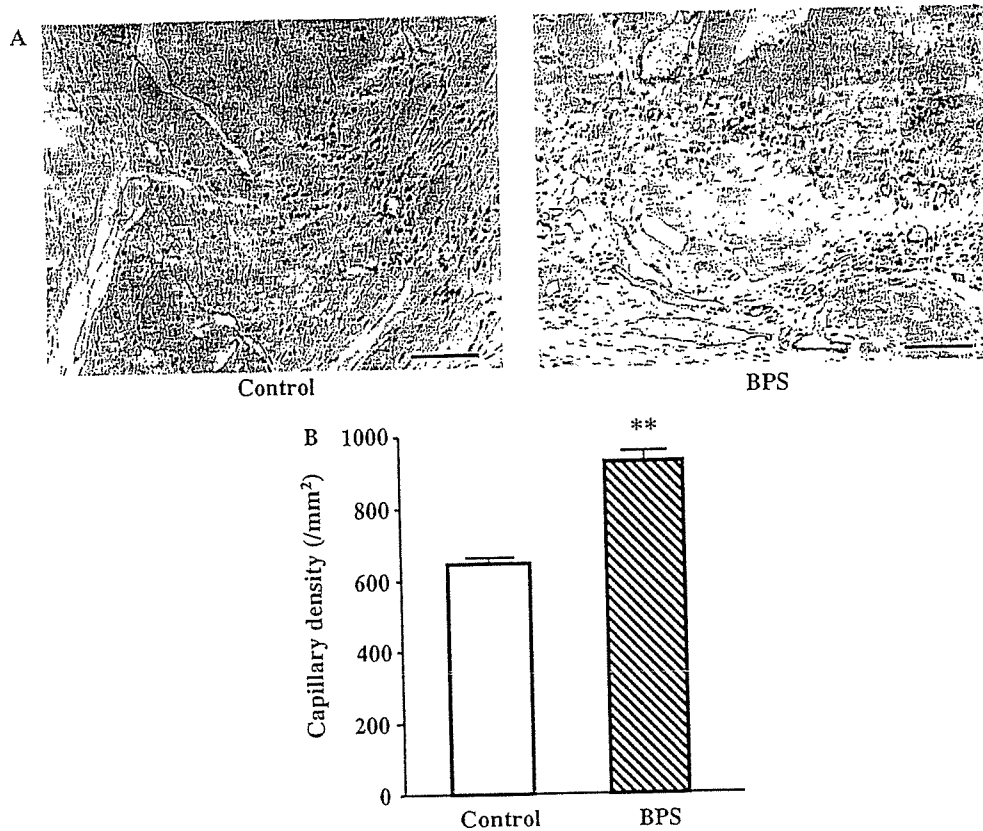 A
Control
BPS
B
1000
**
800
600
400
200
0
Capillary density (/mm²)
Control
BPS